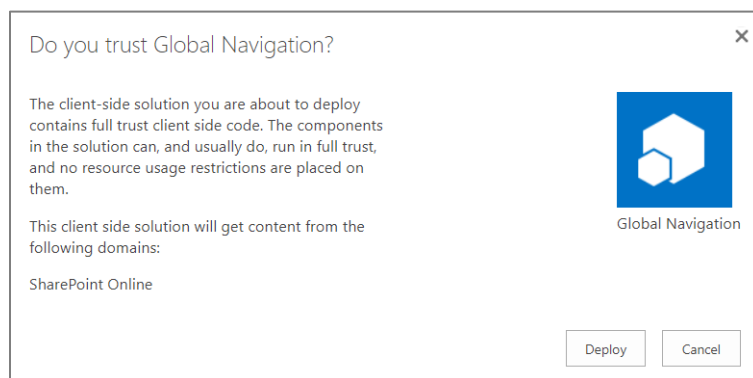 Do you trust Global Navigation?
The client-side solution you are about to deploy
contains full trust client side code. The components
in the solution can, and usually do, run in full trust,
and no resource usage restrictions are placed on
them.
This client side solution will get content from the
following domains:
SharePoint Online
Global Navigation
Deploy
Cancel